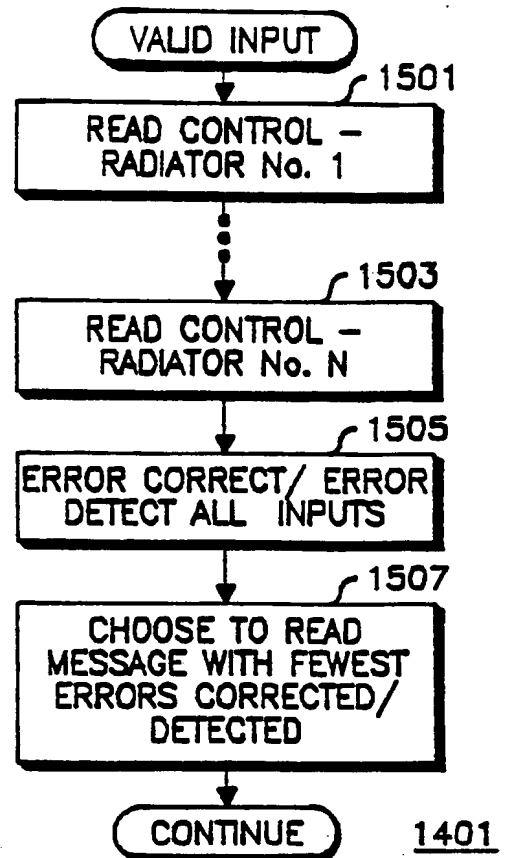 VALID INPUT
1501
READ CONTROL –
RADIATOR No. 1
1503
READ CONTROL –
RADIATOR No. N
1505
ERROR CORRECT/ ERROR
DETECT ALL INPUTS
1507
CHOOSE TO READ
MESSAGE WITH FEWEST
ERRORS CORRECTED/
DETECTED
CONTINUE
1401